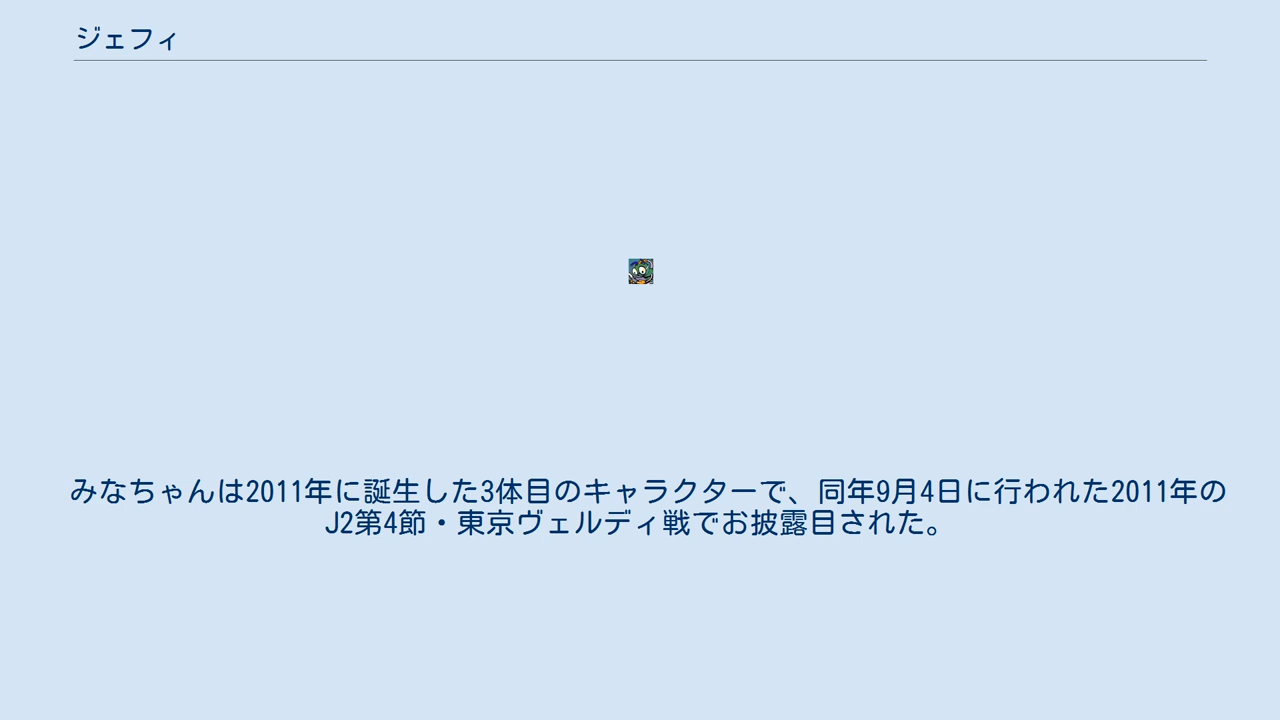 ジェフィ
みなちゃんは2011年に誕生した3体目のキャラクターで、同年9月4日に行われた2011年の
J2第4節・東京ヴェルディ戦でお披露目された。